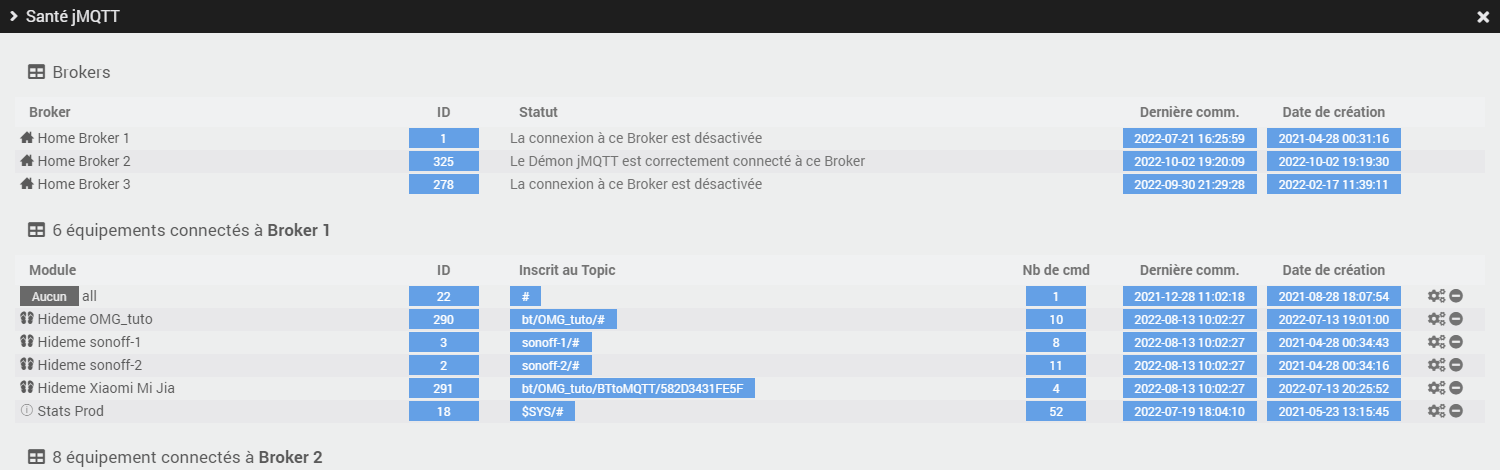 Santé jMQTT
Brokers
Broker ID Statut Dernière comm. Date de création
Home Broker 1 1 La connexion à ce Broker est désactivée 2022-07-21 16:25:59 2021-04-28 00:31:16
Home Broker 2 325 Le Démon jMQTT est correctement connecté à ce Broker 2022-10-02 19:20:09 2022-10-02 19:19:30
Home Broker 3 278 La connexion à ce Broker est désactivée 2022-09-30 21:29:28 2022-02-17 11:39:11
6 équipements connectés à Broker 1
Module ID Inscrit au Topic Nb de cmd Dernière comm. Date de création
Aucun all 22 # 1 2021-12-28 11:02:18 2021-08-28 18:07:54
Hideme OMG_tuto 290 bt/OMG_tuto/# 10 2022-08-13 10:02:27 2022-07-13 19:01:00
Hideme sonoff-1 3 sonoff-1/# 8 2022-08-13 10:02:27 2021-04-28 00:34:43
Hideme sonoff-2 2 sonoff-2/# 11 2022-08-13 10:02:27 2021-04-28 00:34:16
Hideme Xiaomi Mi Jia 291 bt/OMG_tuto/BTtoMQTT/582D3431FE5F 4 2022-08-13 10:02:27 2022-07-13 20:25:52
Stats Prod 18 $SYS/# 52 2022-07-19 18:04:10 2021-05-23 13:15:45
8 équipement connectés à Broker 2